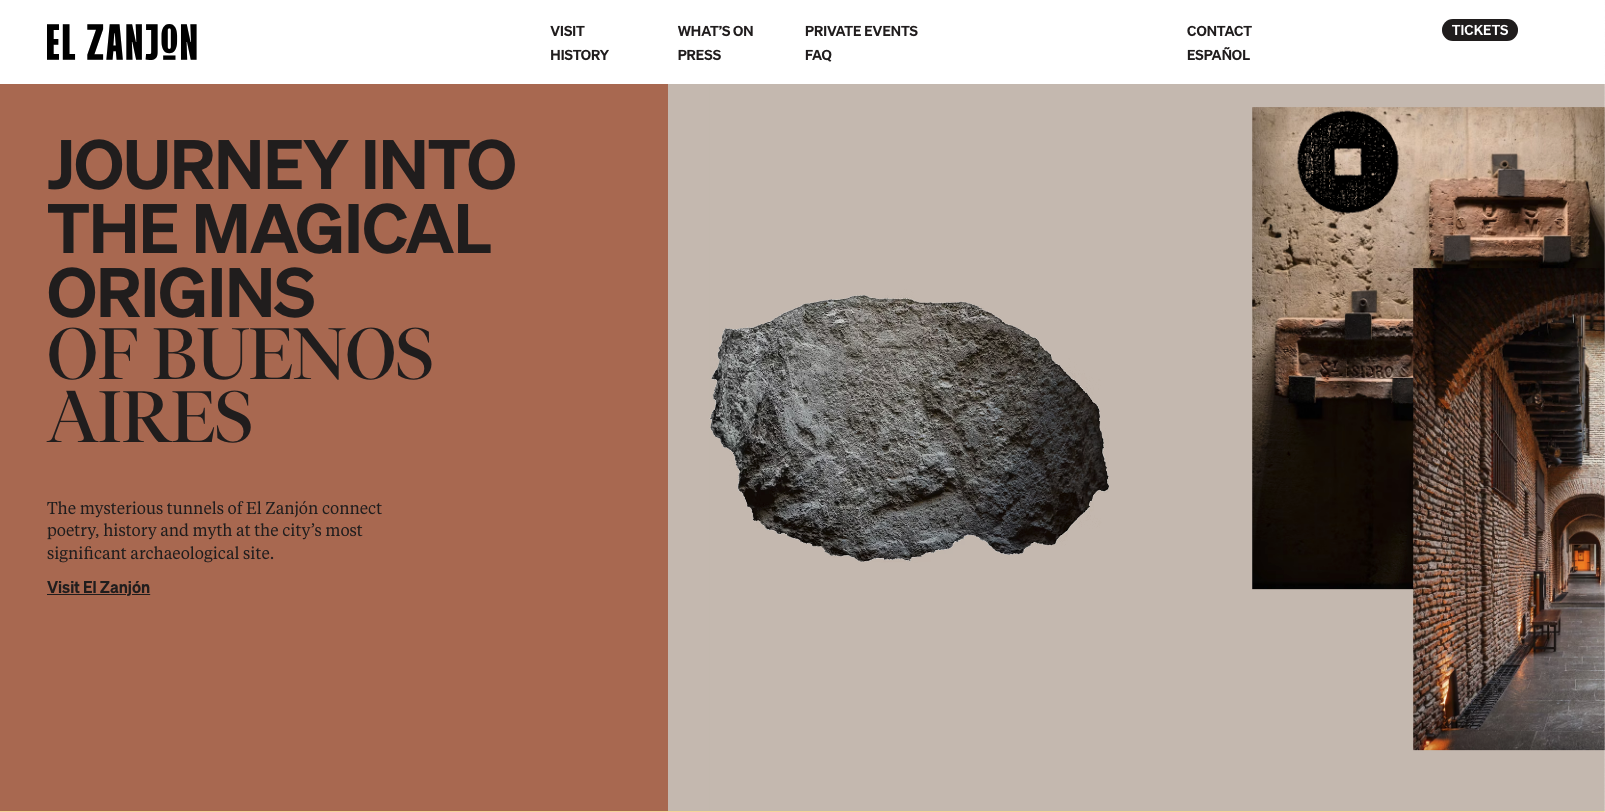 EL ZANJON
VISIT
HISTORY
WHAT'S ON
PRESS
PRIVATE EVENTS
FAQ
CONTACT
ESPAÑOL
TICKETS
JOURNEY INTO
THE MAGICAL
ORIGINS
OF BUENOS
AIRES
The mysterious tunnels of El Zanjón connect
poetry, history and myth at the city’s most
significant archaeological site.
Visit El Zanjón